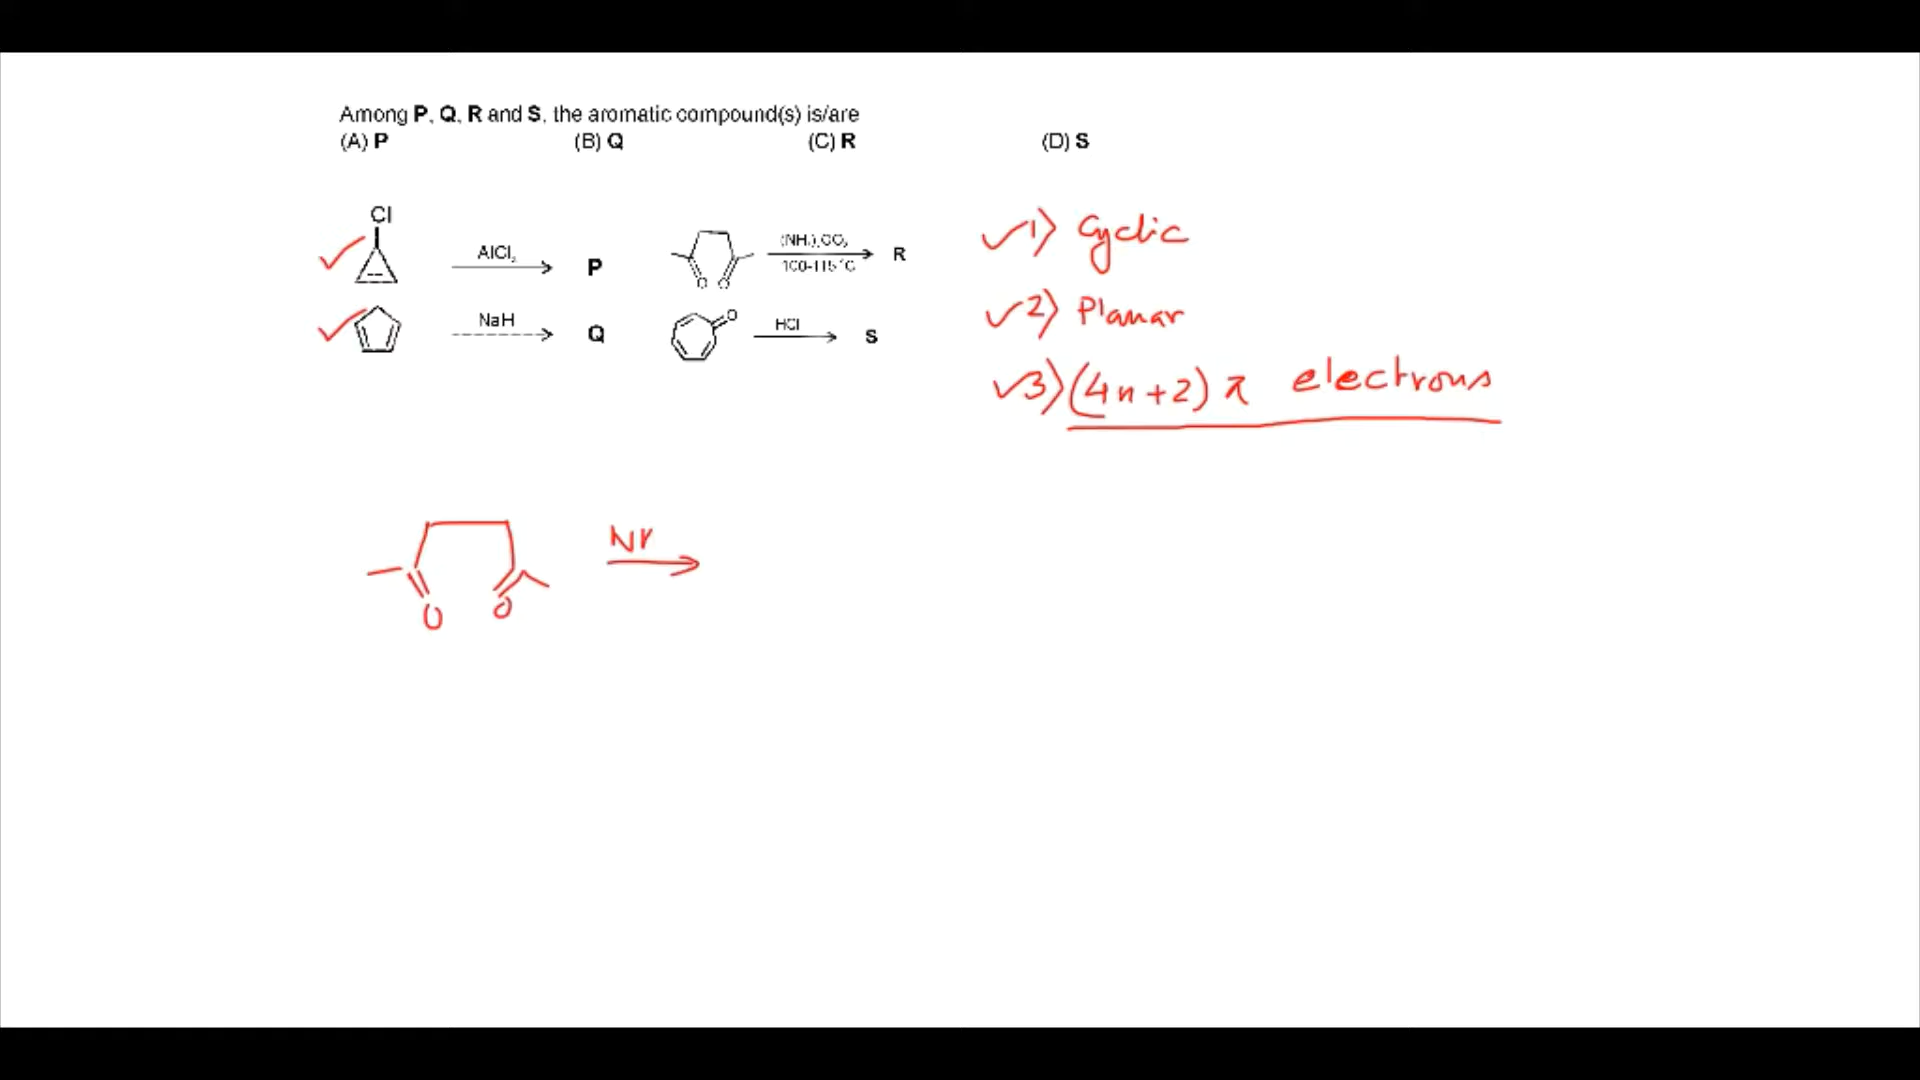 Among P, Q, R and S, the aromatic compound(s) is/are
(A) P (B) Q (C) R (D) S
Cl
AlCl₃
P
(NH₄)₂CO₃
100-115 °C
R
O O
NaH
Q
O
HCl
S
1) Cyclic
2) Planar
3) (4n+2) π electrons
O O
NH